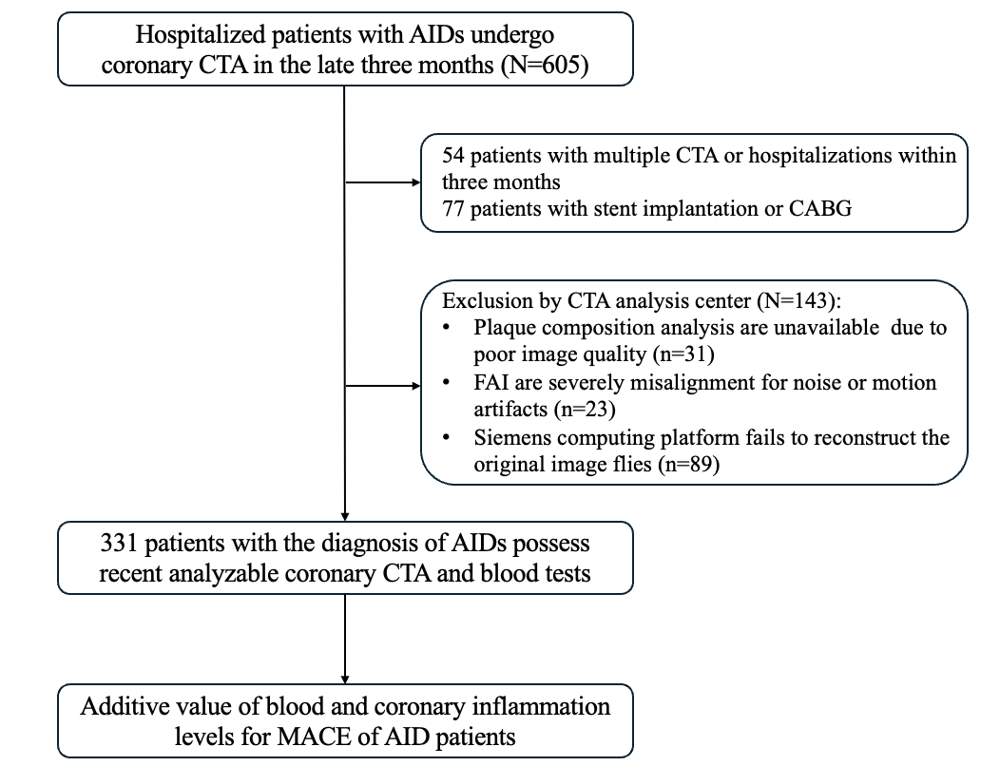 Hospitalized patients with AIDs undergo
coronary CTA in the late three months (N=605)
54 patients with multiple CTA or hospitalizations within
three months
77 patients with stent implantation or CABG
Exclusion by CTA analysis center (N=143):
• Plaque composition analysis are unavailable due to
poor image quality (n=31)
• FAI are severely misalignment for noise or motion
artifacts (n=23)
• Siemens computing platform fails to reconstruct the
original image flies (n=89)
331 patients with the diagnosis of AIDs possess
recent analyzable coronary CTA and blood tests
Additive value of blood and coronary inflammation
levels for MACE of AID patients